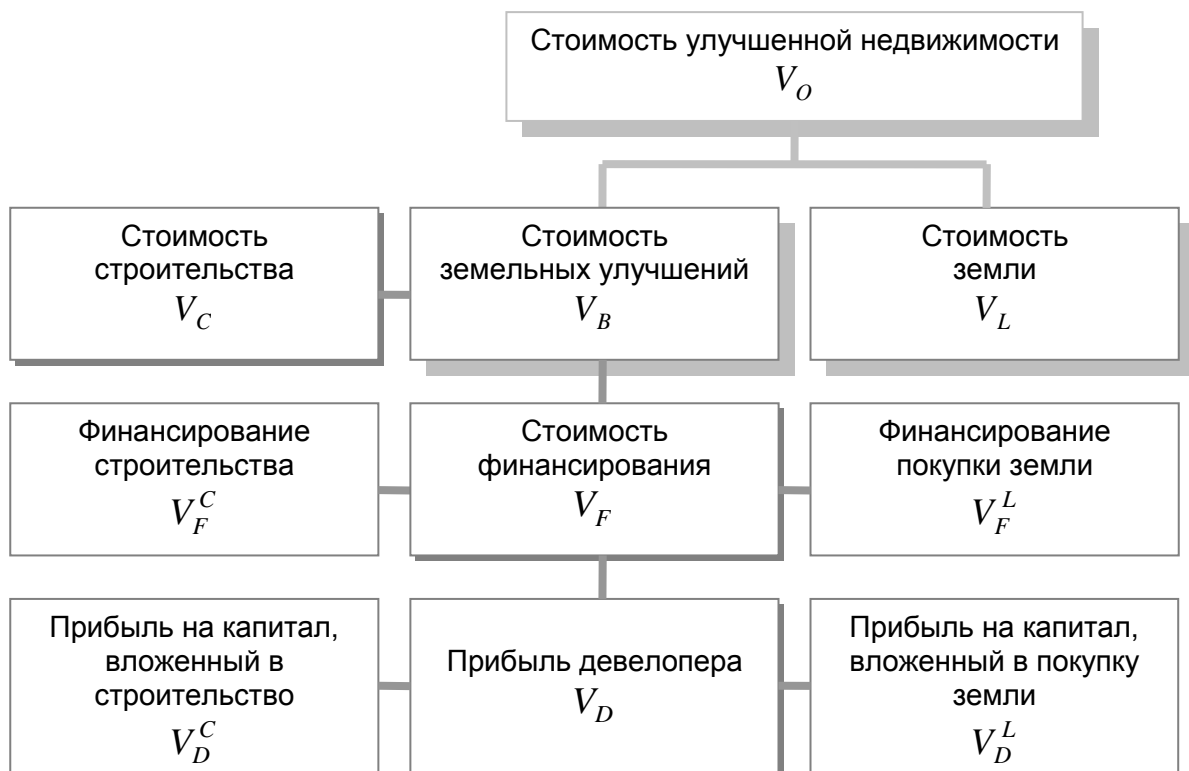 Стоимость улучшенной недвижимости
V_O
Стоимость
строительства
V_C
Стоимость
земельных улучшений
V_B
Стоимость
земли
V_L
Финансирование
строительства
V_F^C
Стоимость
финансирования
V_F
Финансирование
покупки земли
V_F^L
Прибыль на капитал,
вложенный в
строительство
V_D^C
Прибыль девелопера
V_D
Прибыль на капитал,
вложенный в покупку
земли
V_D^L